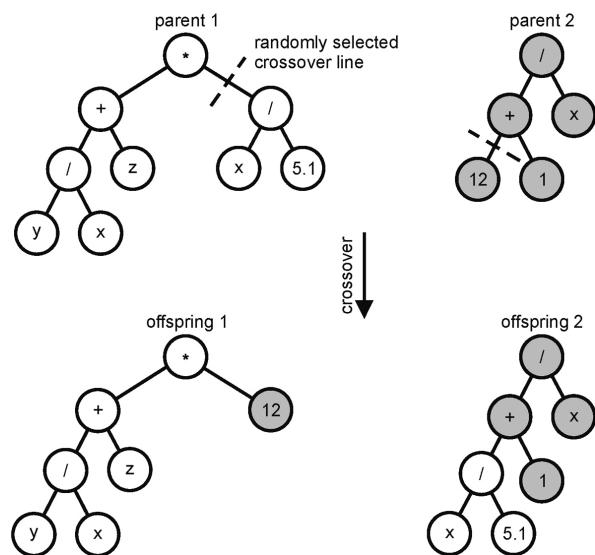 parent 1
parent 2
*
randomly selected
crossover line
/
+
/
+
x
/
z
x
5.1
12
1
y
x
crossover
offspring 1
offspring 2
*
/
+
12
+
x
/
z
/
1
y
x
x
5.1